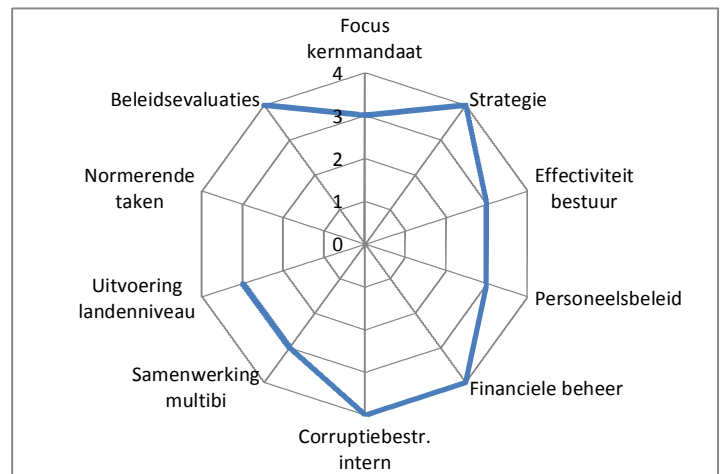 Focus
kernmandaat
4
Beleidsevaluaties
Strategie
3
Normerende
taken
2
Effectiviteit
bestuur
1
0
Uitvoering
landenniveau
Personeelsbeleid
Samenwerking
multibi
Financiele beheer
Corruptiebestr.
intern